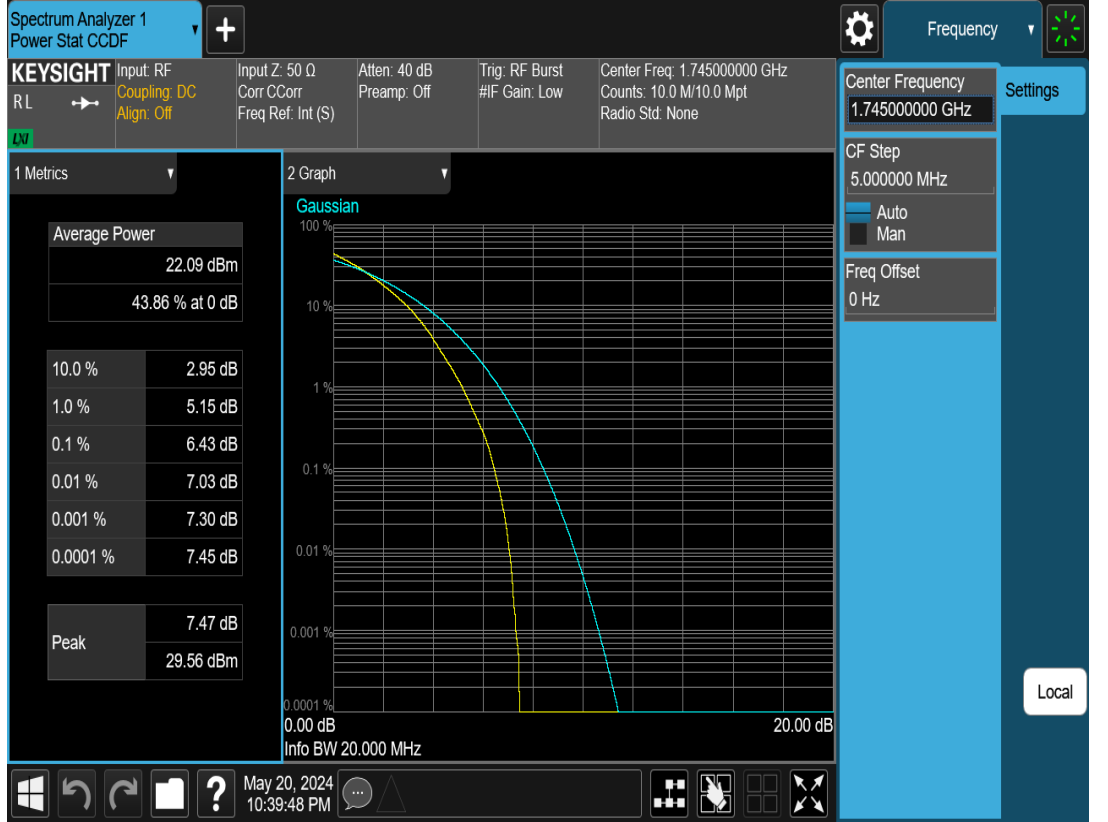 Spectrum Analyzer 1
Power Stat CCDF
+
Frequency
KEYSIGHT
RL
LXI
Input: RF
Coupling: DC
Align: Off
Input Z: 50 Ω
Corr CCorr
Freq Ref: Int (S)
Atten: 40 dB
Preamp: Off
Trig: RF Burst
#IF Gain: Low
Center Freq: 1.745000000 GHz
Counts: 10.0 M/10.0 Mpt
Radio Std: None
Center Frequency
1.745000000 GHz
Settings
CF Step
5.000000 MHz
Auto
Man
Freq Offset
0 Hz
Local
1 Metrics
Average Power
22.09 dBm
43.86 % at 0 dB
10.0 % 2.95 dB
1.0 % 5.15 dB
0.1 % 6.43 dB
0.01 % 7.03 dB
0.001 % 7.30 dB
0.0001 % 7.45 dB
Peak
7.47 dB
29.56 dBm
2 Graph
Gaussian
100 %
10 %
1 %
0.1 %
0.01 %
0.001 %
0.0001 %
0.00 dB 20.00 dB
Info BW 20.000 MHz
?
May 20, 2024
10:39:48 PM